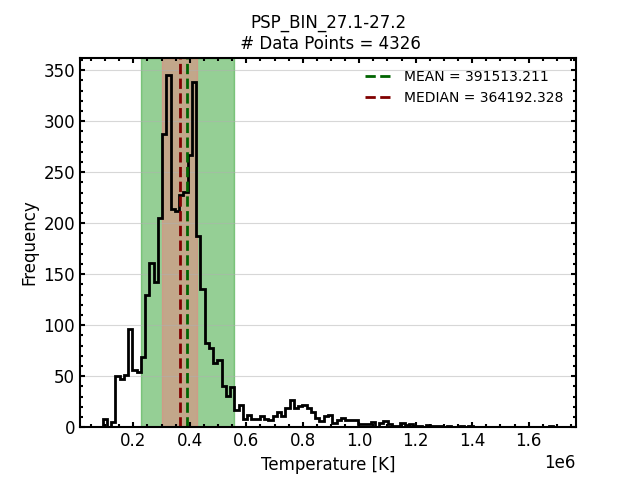 PSP_BIN_27.1-27.2
# Data Points = 4326
MEAN = 391513.211
MEDIAN = 364192.328
Frequency
350
300
250
200
150
100
50
0
0.2 0.4 0.6 0.8 1.0 1.2 1.4 1.6
1e6
Temperature [K]